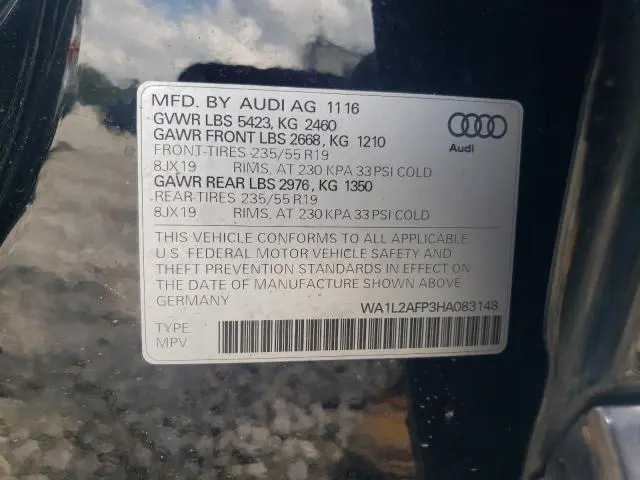 MFD. BY AUDI AG 1116
GVWR LBS 5423, KG 2460
GAWR FRONT LBS 2668, KG 1210
FRONT-TIRES 235/55 R19
8JX19 RIMS, AT 230 KPA 33 PSI COLD
GAWR REAR LBS 2976, KG 1350
REAR-TIRES 235/55 R19
8JX19 RIMS, AT 230 KPA 33 PSI COLD
Audi
THIS VEHICLE CONFORMS TO ALL APPLICABLE
U.S. FEDERAL MOTOR VEHICLE SAFETY AND
THEFT PREVENTION STANDARDS IN EFFECT ON
THE DATE OF MANUFACTURE SHOWN ABOVE
GERMANY
WA1L2AFP3HA083148
TYPE
MPV